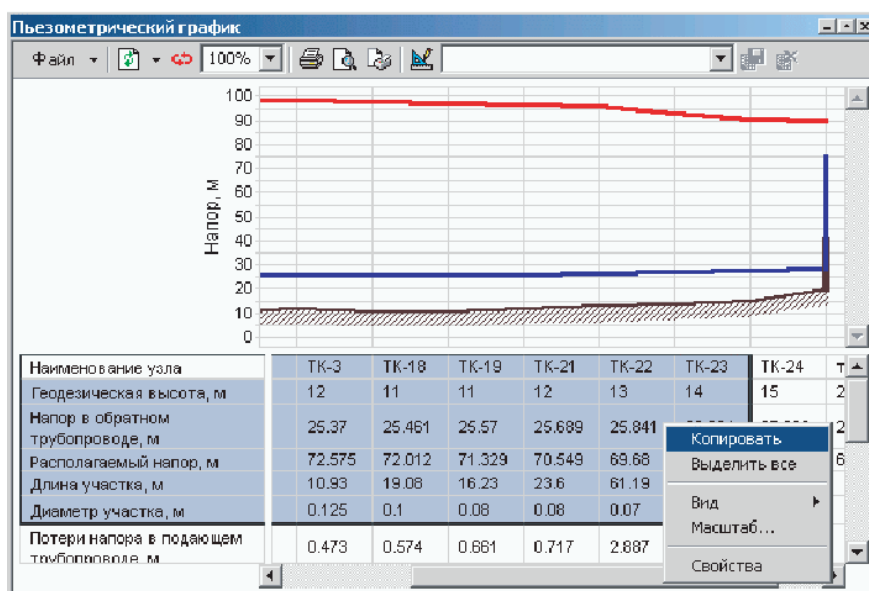 Пьезометрический график
Файл 100%
100
90
80
70
60
50
40
30
20
10
0
Напор, м
Наименование узла ТК-3 ТК-18 ТК-19 ТК-21 ТК-22 ТК-23 ТК-24 Т
Геодезическая высота, м 12 11 11 12 13 14 15 2
Напор в обратном
трубопроводе, м 25.37 25.461 25.57 25.689 25.841 2
Располагаемый напор, м 72.575 72.012 71.329 70.549 69.68 6
Длина участка, м 10.93 19.08 16.23 23.6 61.19
Диаметр участка, м 0.125 0.1 0.08 0.08 0.07
Потери напора в подающем
трубопроводе, м 0.473 0.574 0.661 0.717 2.887
Копировать
Выделить все
Вид
Масштаб...
Свойства